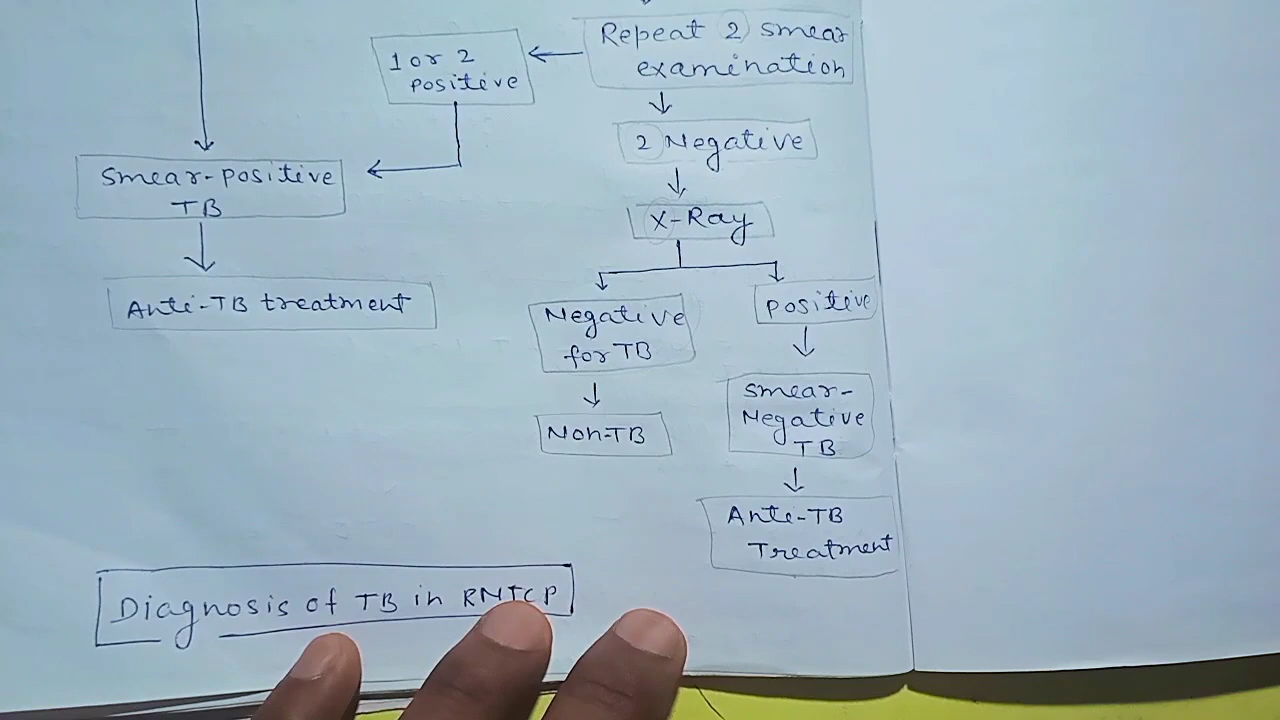 Repeat 2 smear
examination
1 or 2
positive
2 Negative
Smear-positive
TB
X-Ray
Anti-TB treatment
Negative
for TB
positive
Non-TB
Smear-
Negative
TB
Anti-TB
Treatment
Diagnosis of TB in RNTCP